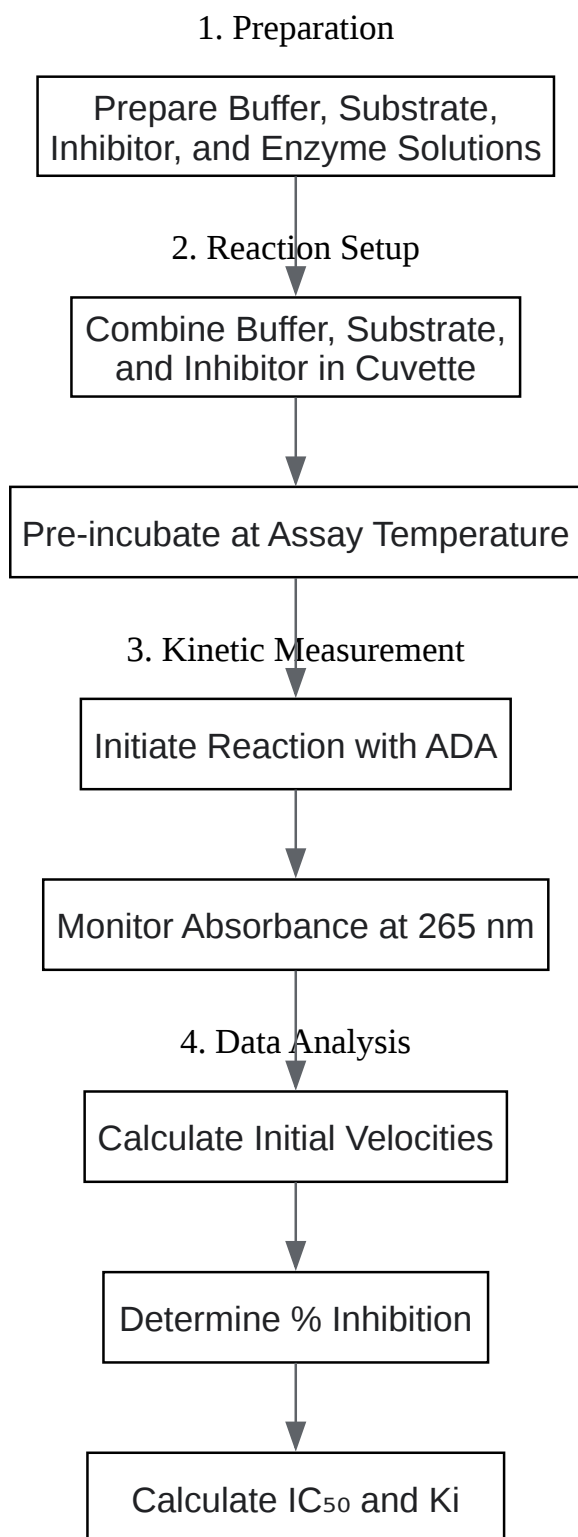 1. Preparation
Prepare Buffer, Substrate,
Inhibitor, and Enzyme Solutions
2. Reaction Setup
Combine Buffer, Substrate,
and Inhibitor in Cuvette
Pre-incubate at Assay Temperature
3. Kinetic Measurement
Initiate Reaction with ADA
Monitor Absorbance at 265 nm
4. Data Analysis
Calculate Initial Velocities
Determine % Inhibition
Calculate IC₅₀ and Ki